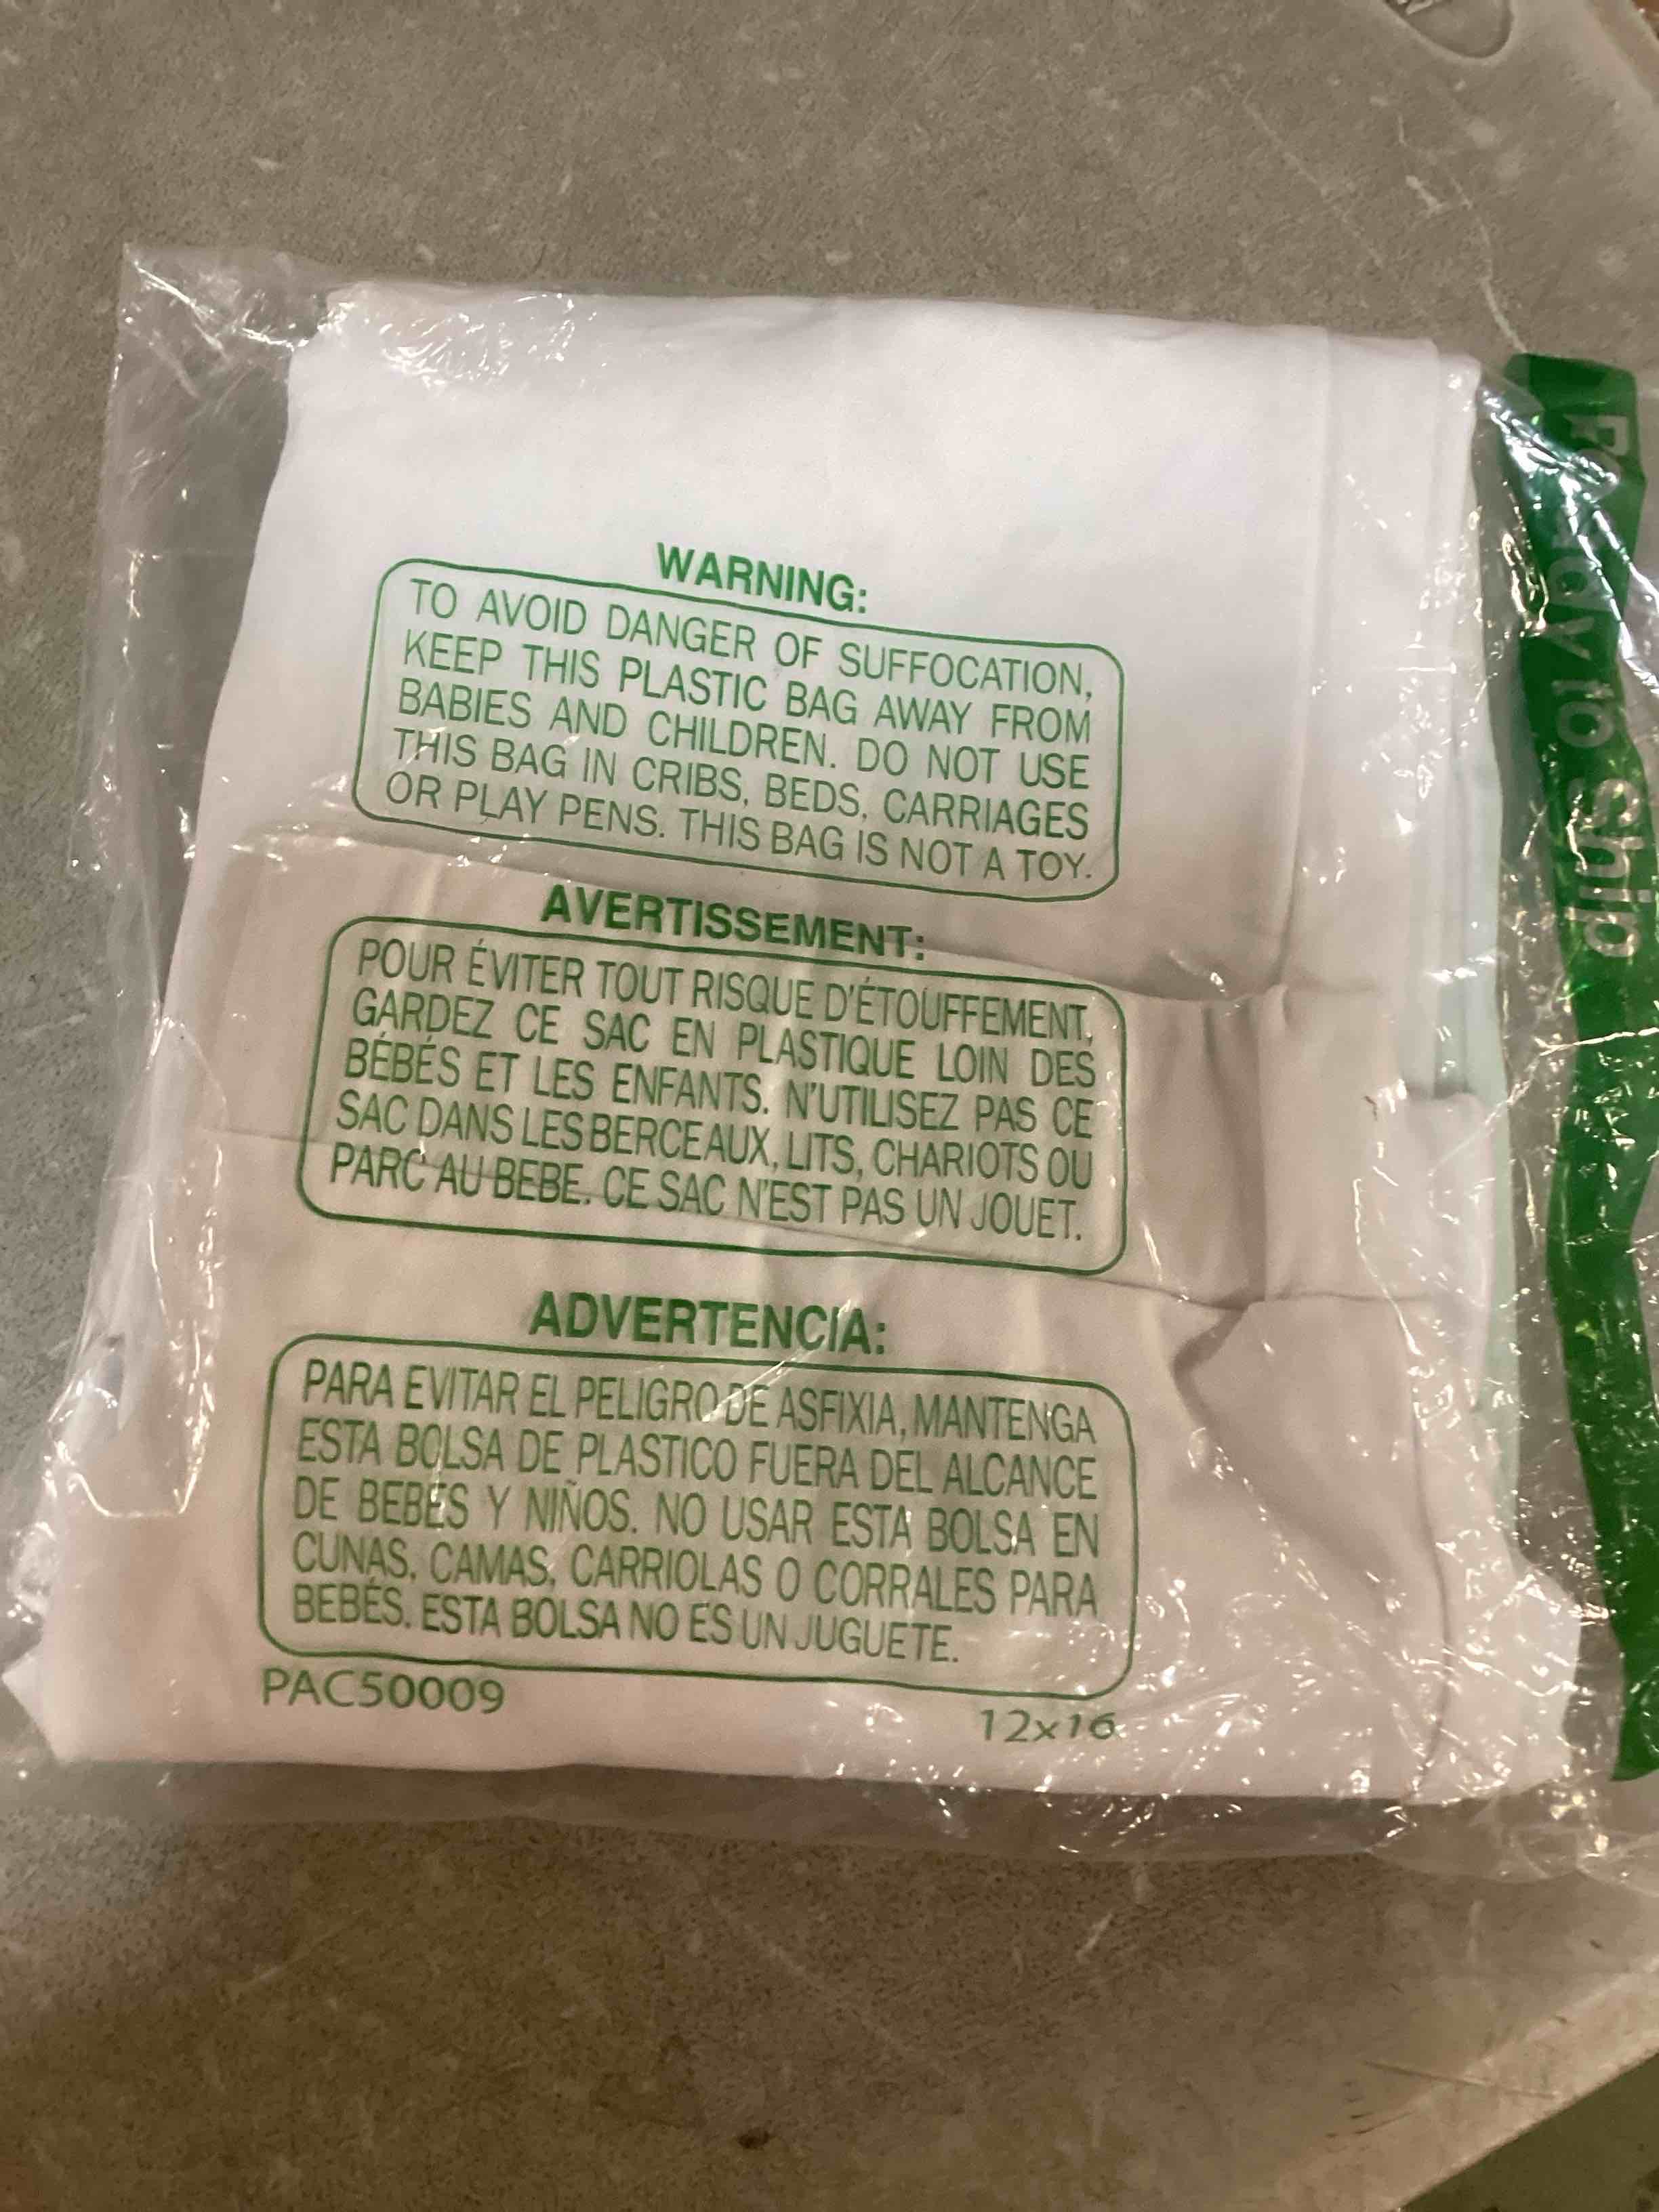 WARNING:
TO AVOID DANGER OF SUFFOCATION,
KEEP THIS PLASTIC BAG AWAY FROM
BABIES AND CHILDREN. DO NOT USE
THIS BAG IN CRIBS, BEDS, CARRIAGES
OR PLAY PENS. THIS BAG IS NOT A TOY.
AVERTISSEMENT:
POUR ÉVITER TOUT RISQUE D'ÉTOUFFEMENT,
GARDEZ CE SAC EN PLASTIQUE LOIN DES
BÉBÉS ET LES ENFANTS. N'UTILISEZ PAS CE
SAC DANS LES BERCEAUX, LITS, CHARIOTS OU
PARC AU BEBE. CE SAC N'EST PAS UN JOUET.
ADVERTENCIA:
PARA EVITAR EL PELIGRO DE ASFIXIA, MANTENGA
ESTA BOLSA DE PLASTICO FUERA DEL ALCANCE
DE BEBÉS Y NIÑOS. NO USAR ESTA BOLSA EN
CUNAS, CAMAS, CARRIOLAS O CORRALES PARA
BEBÉS. ESTA BOLSA NO ES UN JUGUETE.
PAC50009
12x16
Ready to Ship